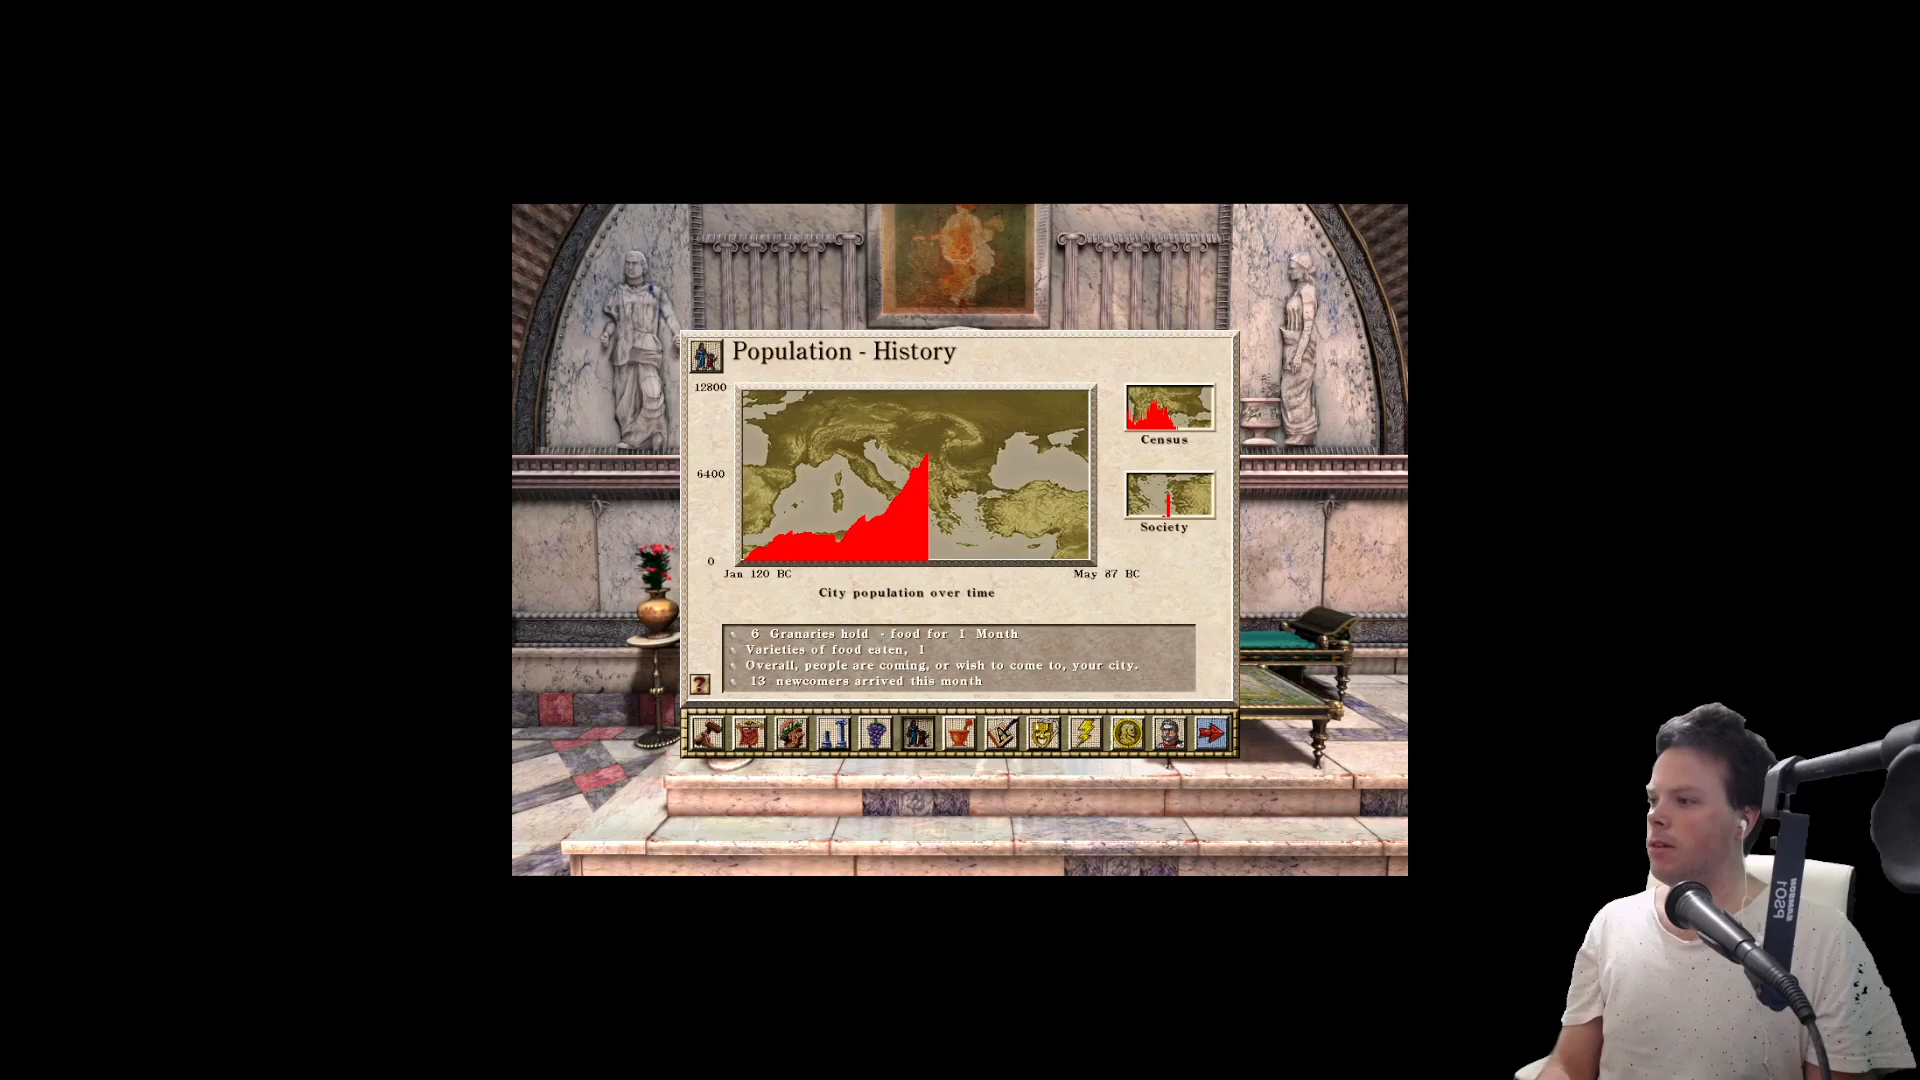 Population - History
12800
6400
0
Jan 120 BC
May 87 BC
City population over time
Census
Society
6 Granaries hold - food for 1 Month
Varieties of food eaten, 1
Overall, people are coming, or wish to come to, your city.
13 newcomers arrived this month
?
PS01
SAMSON